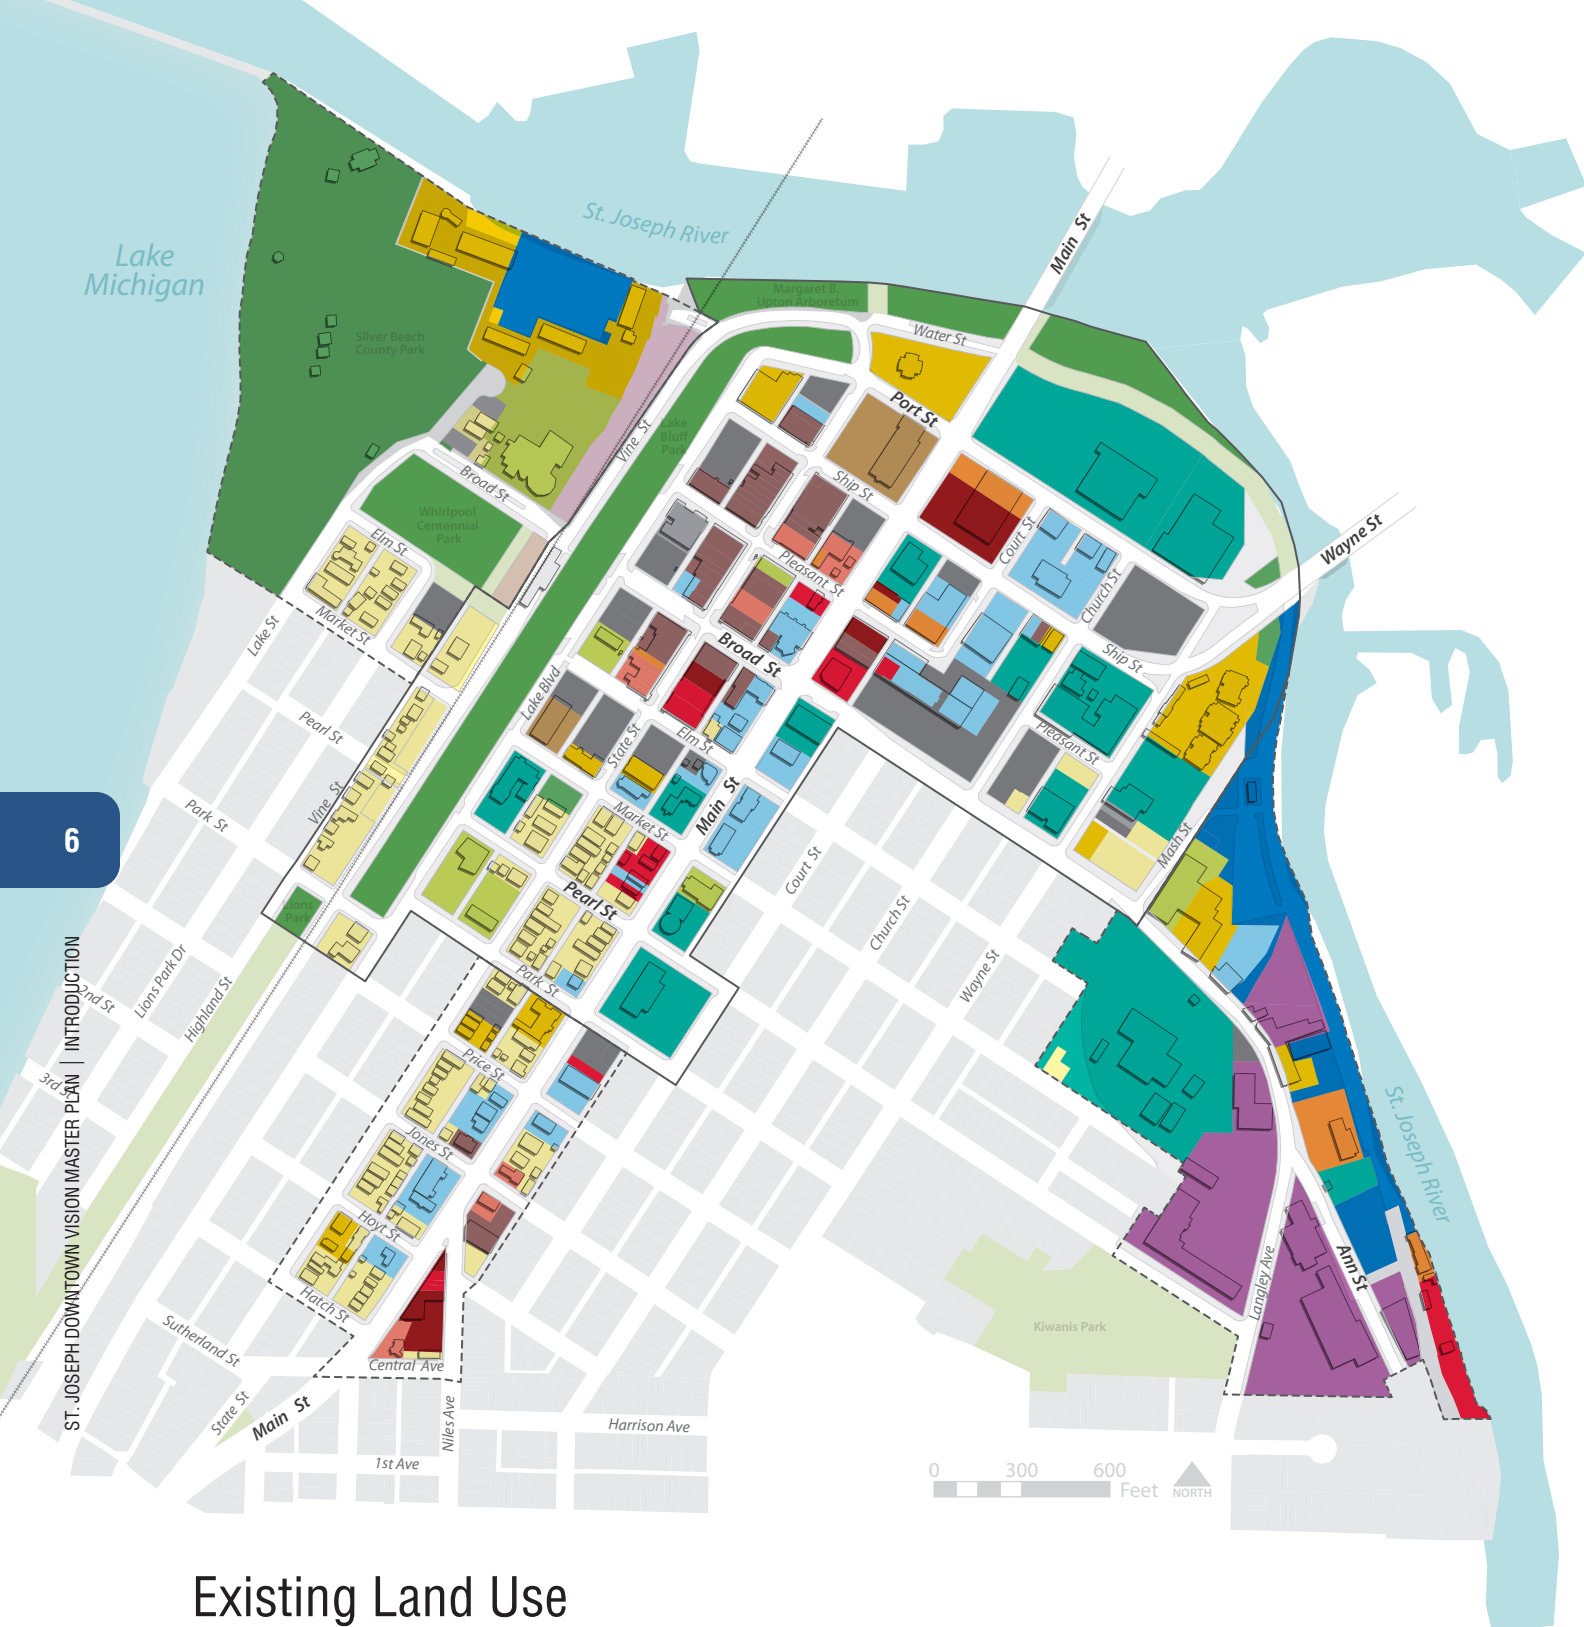 Lake
Michigan
St. Joseph River
Main St
Margaret B.
Upton Arboretum
Water St
Silver Beach
County Park
Port St
Lake
Bluff
Park
Vine St
Broad St
Ship St
Whirlpool
Centennial
Park
Elm St
Court St
Wayne St
Pleasant St
Church St
Market St
Lake St
Broad St
Ship St
Lake Blvd
Pearl St
State St
Elm St
Pleasant St
Main St
Vine St
Park St
Market St
Mash St
6
Court St
Pearl St
Lions
Park
Church St
Lions Park Dr
Highland St
2nd St
Park St
Wayne St
3rd St
Price St
St. Joseph River
Jones St
Hoyt St
Langley Ave
Ann St
Hatch St
Kiwanis Park
Sutherland St
Central Ave
State St
Main St
Niles Ave
Harrison Ave
1st Ave
0 300 600
Feet
NORTH
ST. JOSEPH DOWNTOWN VISION MASTER PLAN | INTRODUCTION
Existing Land Use